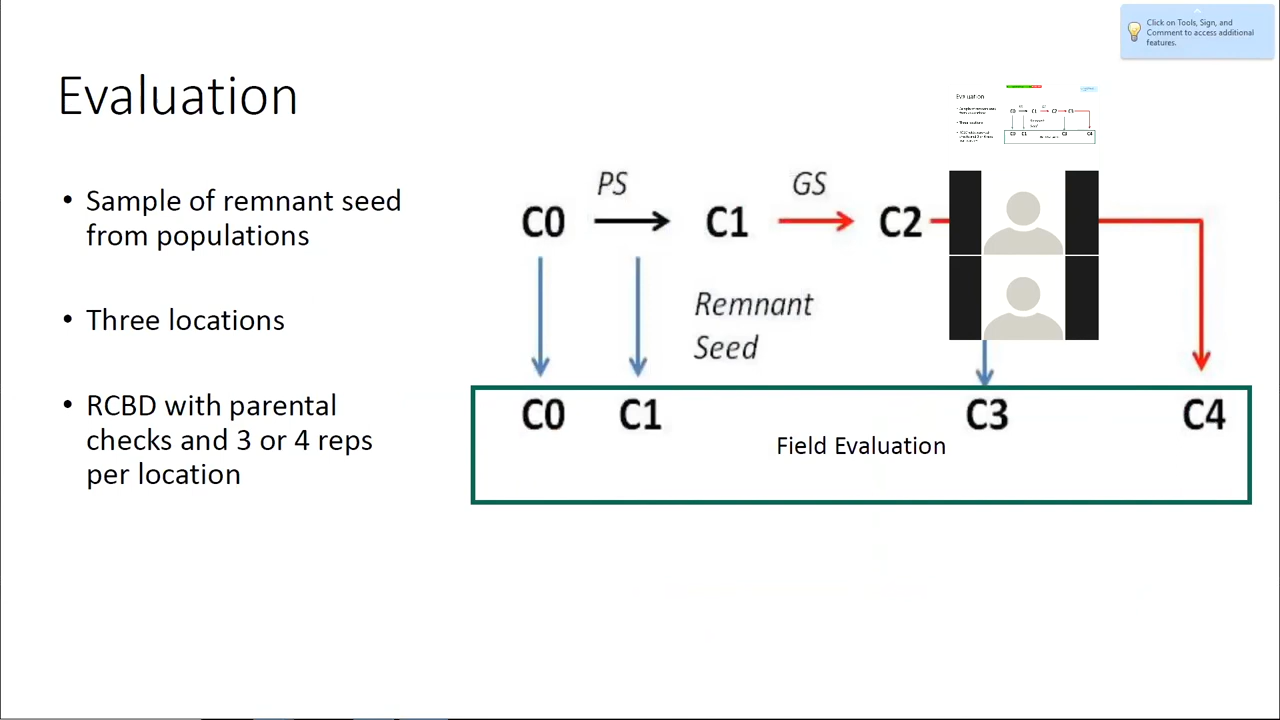 Click on Tools, Sign, and
Comment to access additional
features.
Evaluation
• Sample of remnant seed
from populations
• Three locations
• RCBD with parental
checks and 3 or 4 reps
per location
PS
GS
C0
C1
C2
Remnant
Seed
C0
C1
C3
C4
Field Evaluation
Evaluation